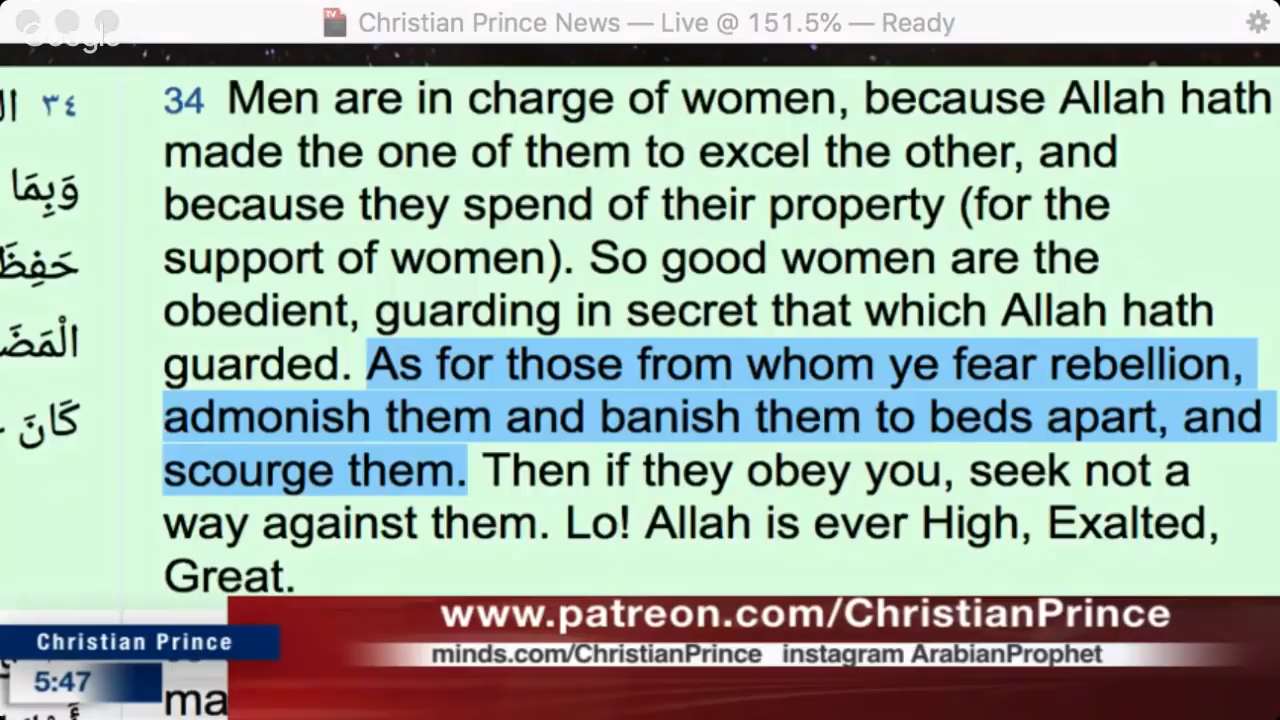 Christian Prince News — Live @ 151.5% — Ready
Google
٣٤
34 Men are in charge of women, because Allah hath
made the one of them to excel the other, and
وَبِمَا
because they spend of their property (for the
support of women). So good women are the
حَفِظَ
obedient, guarding in secret that which Allah hath
guarded. As for those from whom ye fear rebellion,
admonish them and banish them to beds apart, and
كَانَ
scourge them. Then if they obey you, seek not a
way against them. Lo! Allah is ever High, Exalted,
Great.
www.patreon.com/ChristianPrince
Christian Prince
minds.com/ChristianPrince instagram ArabianProphet
5:47
ma